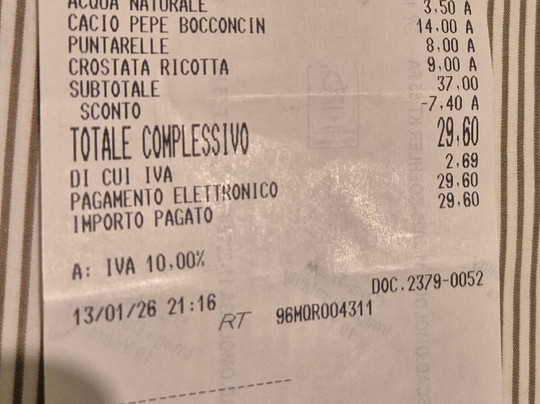 ACQUA NATURALE 3,50 A
CACIO PEPE BOCCONCIN 14,00 A
PUNTARELLE 8,00 A
CROSTATA RICOTTA 9,00 A
SUBTOTALE 37,00
SCONTO -7,40 A
TOTALE COMPLESSIVO 29,60
DI CUI IVA 2,69
PAGAMENTO ELETTRONICO 29,60
IMPORTO PAGATO 29,60
A: IVA 10,00%
DOC.2379-0052
13/01/26 21:16
RT 96MQR004311